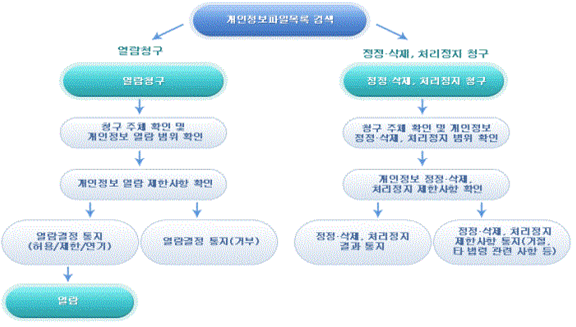 개인정보파일목록 검색
열람청구
정정·삭제, 처리정지 청구
열람청구
정정·삭제, 처리정지 청구
청구 주체 확인 및
개인정보 열람 범위 확인
청구 주체 확인 및 개인정보
정정·삭제, 처리정지 범위 확인
개인정보 열람 제한사항 확인
개인정보 정정·삭제,
처리정지 제한사항 확인
열람결정 통지
(허용/제한/연기)
열람결정 통지(거부)
정정·삭제, 처리정지
결과 통지
정정·삭제, 처리정지
제한사항 통지(거절,
타 법령 관련 사항 등)
열람